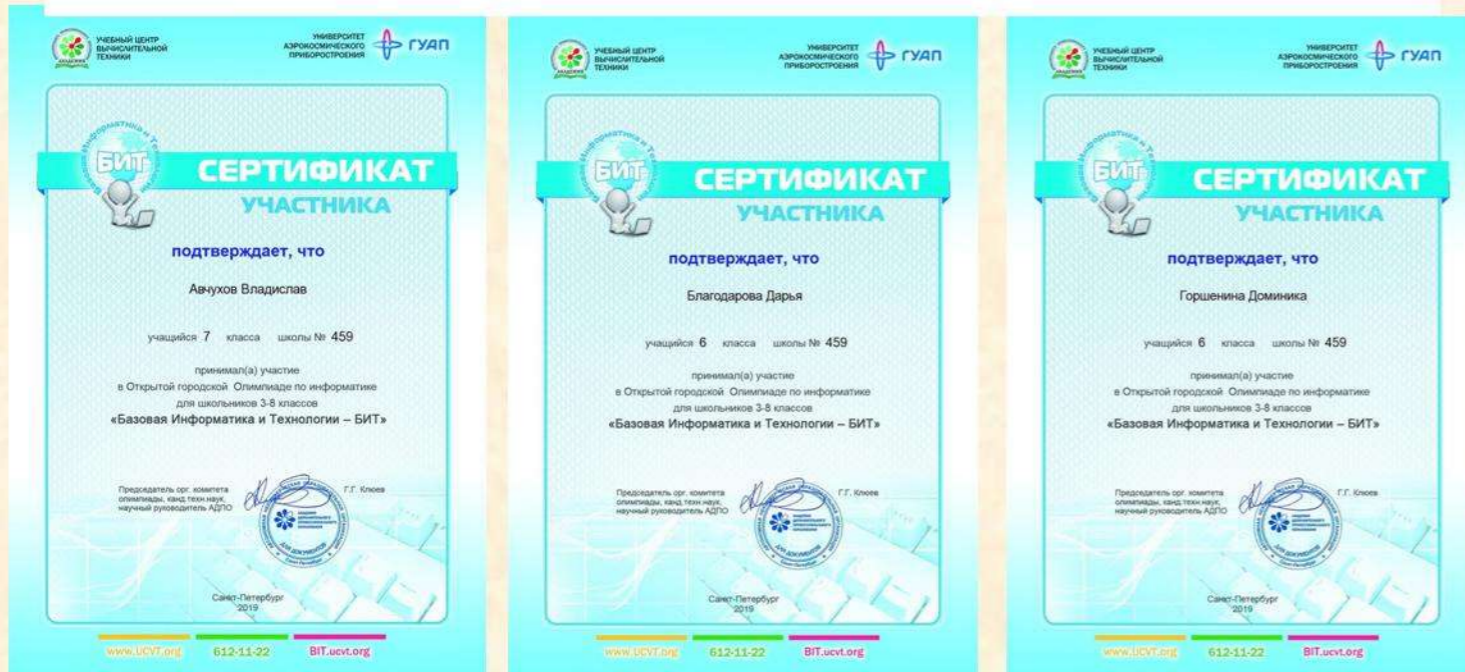 УЧЕБНЫЙ ЦЕНТР
ВЫЧИСЛИТЕЛЬНОЙ
ТЕХНИКИ
АКАДЕМИЯ
УНИВЕРСИТЕТ
АЭРОКОСМИЧЕСКОГО
ПРИБОРОСТРОЕНИЯ
ГУАП
БИТ
СЕРТИФИКАТ
УЧАСТНИКА
подтверждает, что
Авчухов Владислав
учащийся 7 класса школы № 459
принимал(а) участие
в Открытой городской Олимпиаде по информатике
для школьников 3-8 классов
«Базовая Информатика и Технологии – БИТ»
Председатель орг. комитета
олимпиады, канд.техн.наук,
научный руководитель АДПО
Г.Г. Клюев
ДЛЯ ДОКУМЕНТОВ
Санкт-Петербург
2019
www.UCVT.org 612-11-22 BIT.ucvt.org
УЧЕБНЫЙ ЦЕНТР
ВЫЧИСЛИТЕЛЬНОЙ
ТЕХНИКИ
АКАДЕМИЯ
УНИВЕРСИТЕТ
АЭРОКОСМИЧЕСКОГО
ПРИБОРОСТРОЕНИЯ
ГУАП
БИТ
СЕРТИФИКАТ
УЧАСТНИКА
подтверждает, что
Благодарова Дарья
учащийся 6 класса школы № 459
принимал(а) участие
в Открытой городской Олимпиаде по информатике
для школьников 3-8 классов
«Базовая Информатика и Технологии – БИТ»
Председатель орг. комитета
олимпиады, канд.техн.наук,
научный руководитель АДПО
Г.Г. Клюев
ДЛЯ ДОКУМЕНТОВ
Санкт-Петербург
2019
www.UCVT.org 612-11-22 BIT.ucvt.org
УЧЕБНЫЙ ЦЕНТР
ВЫЧИСЛИТЕЛЬНОЙ
ТЕХНИКИ
АКАДЕМИЯ
УНИВЕРСИТЕТ
АЭРОКОСМИЧЕСКОГО
ПРИБОРОСТРОЕНИЯ
ГУАП
БИТ
СЕРТИФИКАТ
УЧАСТНИКА
подтверждает, что
Горшенина Доминика
учащийся 6 класса школы № 459
принимал(а) участие
в Открытой городской Олимпиаде по информатике
для школьников 3-8 классов
«Базовая Информатика и Технологии – БИТ»
Председатель орг. комитета
олимпиады, канд.техн.наук,
научный руководитель АДПО
Г.Г. Клюев
ДЛЯ ДОКУМЕНТОВ
Санкт-Петербург
2019
www.UCVT.org 612-11-22 BIT.ucvt.org